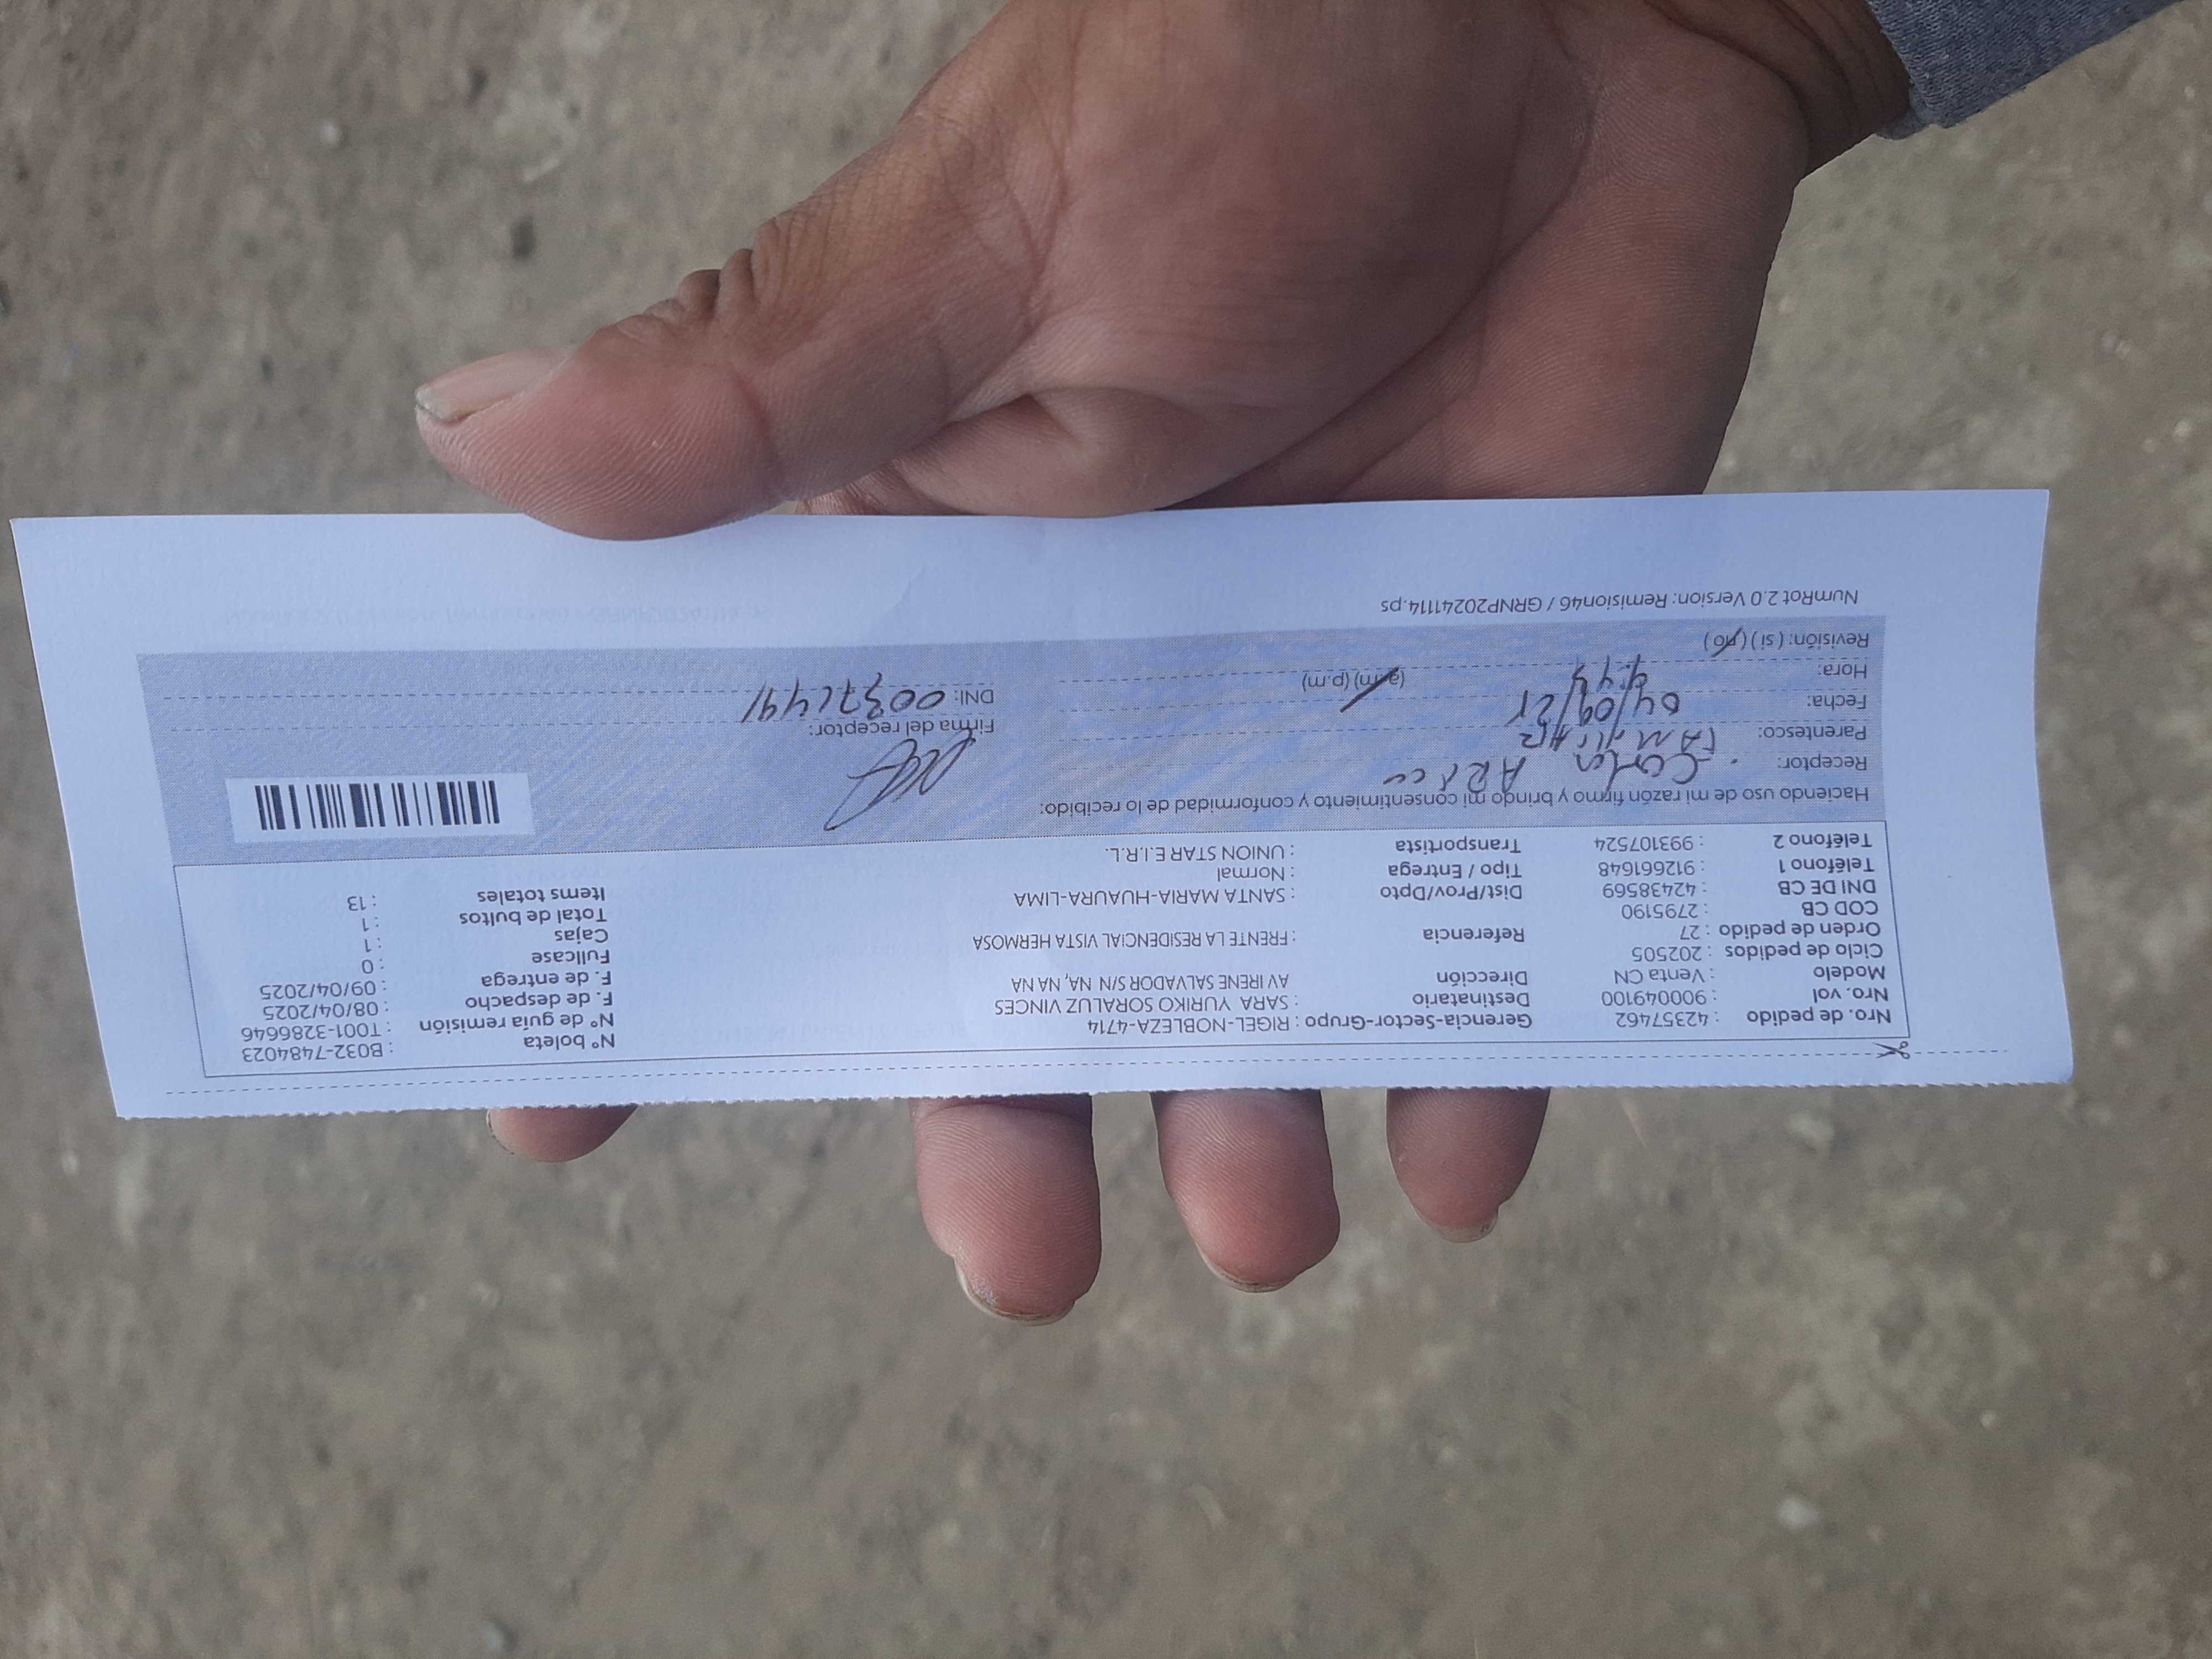 Nro. de pedido : 42357462 Gerencia-Sector-Grupo : RIGEL-NOBLEZA-4714 N° boleta : B032-7484023
Nro. vol : 900049100 Destinatario : SARA YURIKO SORALUZ VINCES N° de guia remisión : T001-3286646
Modelo : Venta CN Dirección AV IRENE SALVADOR S/N NA, NA NA F. de despacho : 08/04/2025
Ciclo de pedidos : 202505 F. de entrega : 09/04/2025
Orden de pedido : 27 Referencia : FRENTE LA RESIDENCIAL VISTA HERMOSA Fullcase : 0
COD CB : 2795190 Cajas : 1
DNI DE CB : 42438569 Dist/Prov/Dpto : SANTA MARIA-HUAURA-LIMA Total de bultos : 1
Teléfono 1 : 912661648 Tipo / Entrega : Normal Items totales : 13
Teléfono 2 : 993107524 Transportista : UNION STAR E.I.R.L.
Haciendo uso de mi razón firmo y brindo mi consentimiento y conformidad de lo recibido:
Receptor:
Parentesco: FAMILIAR Firma del receptor:
Fecha: DNI:
Hora: (a.m) (p.m)
Revisión: ( si ) ( no )
NumRot 2.0 Version: Remision46 / GRNP20241114.ps